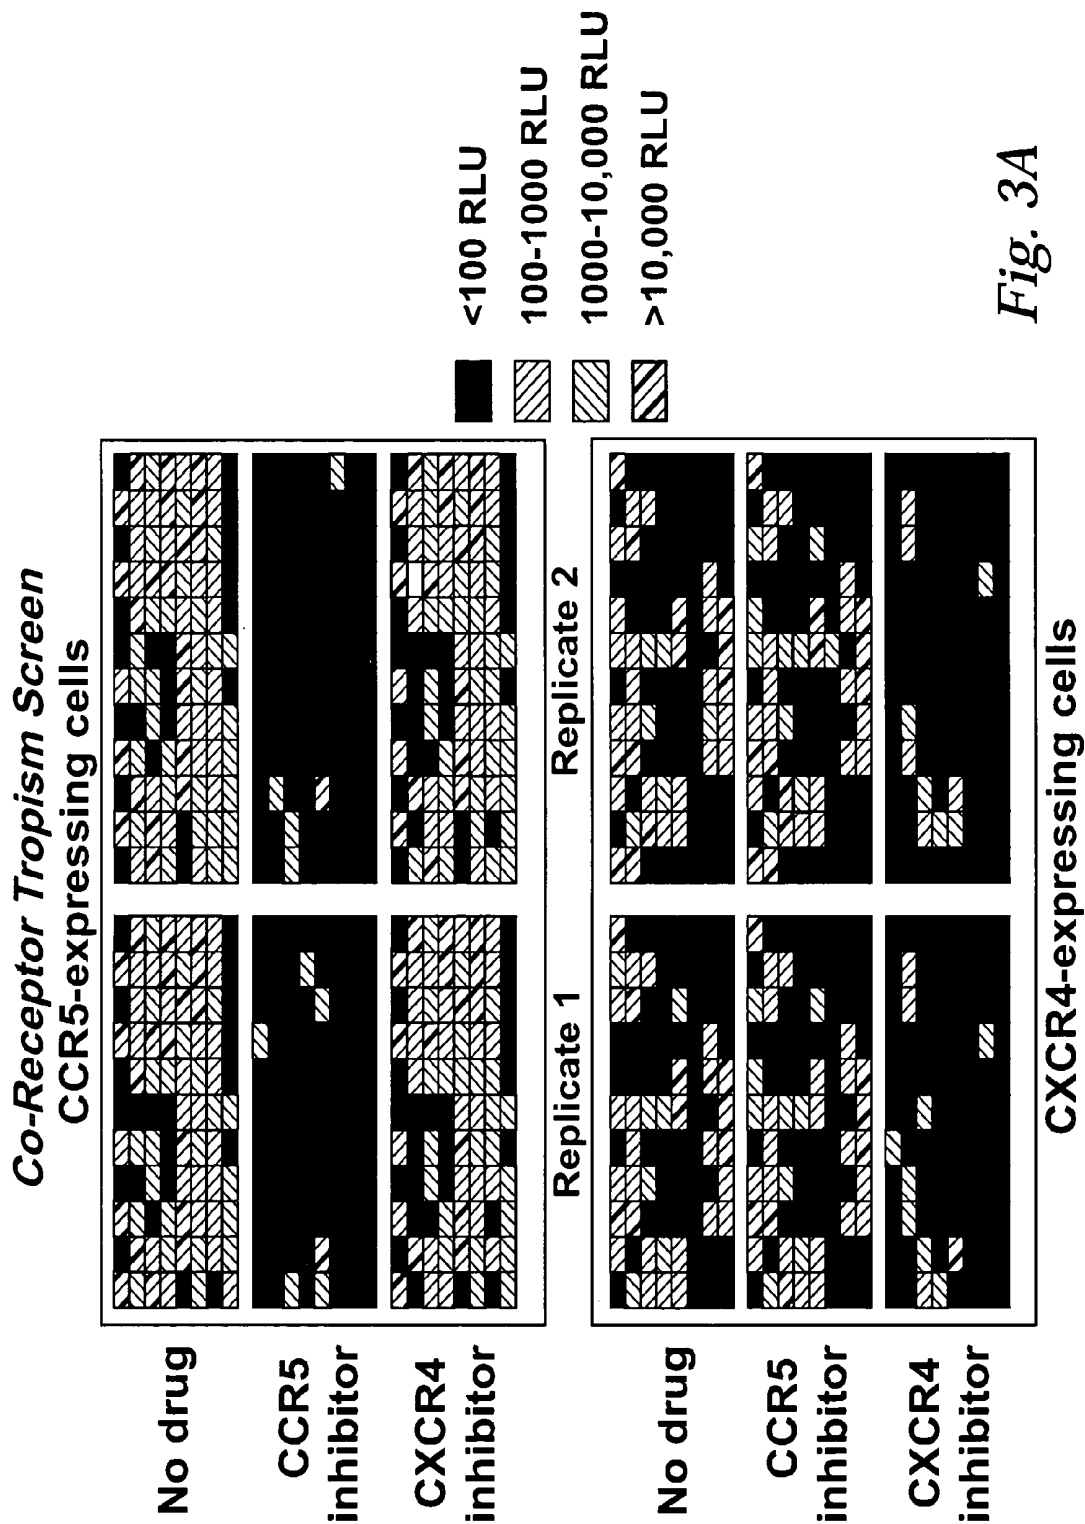 Co-Receptor Tropism Screen
CCR5-expressing cells
No drug
CCR5
inhibitor
CXCR4
inhibitor
Replicate 1
Replicate 2
<100 RLU
100-1000 RLU
1000-10,000 RLU
>10,000 RLU
No drug
CCR5
inhibitor
CXCR4
inhibitor
CXCR4-expressing cells
Fig. 3A